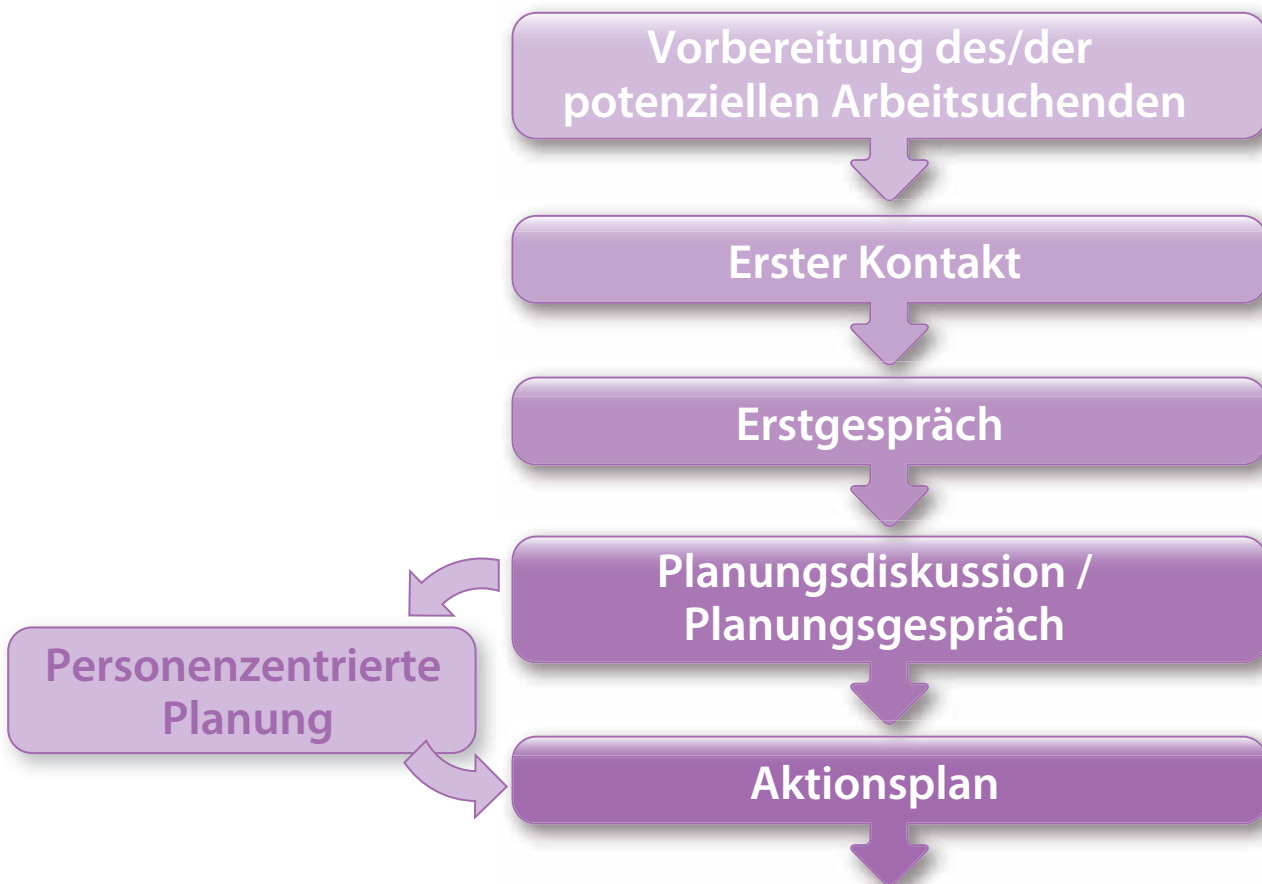 Vorbereitung des/der
potenziellen Arbeitsuchenden
Erster Kontakt
Erstgespräch
Planungsdiskussion /
Planungsgespräch
Personenzentrierte
Planung
Aktionsplan